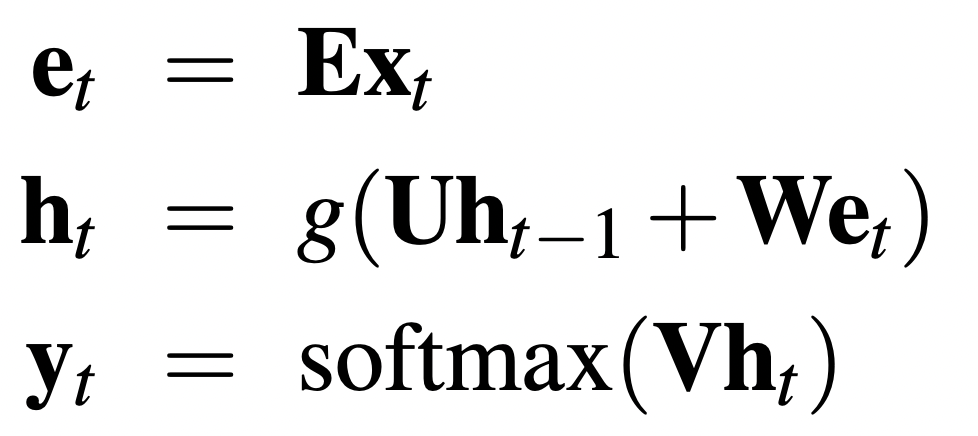 𝐞ₜ = 𝐄𝐱ₜ
𝐡ₜ = g(𝐔𝐡ₜ₋₁ + 𝐖𝐞ₜ)
𝐲ₜ = softmax(𝐕𝐡ₜ)